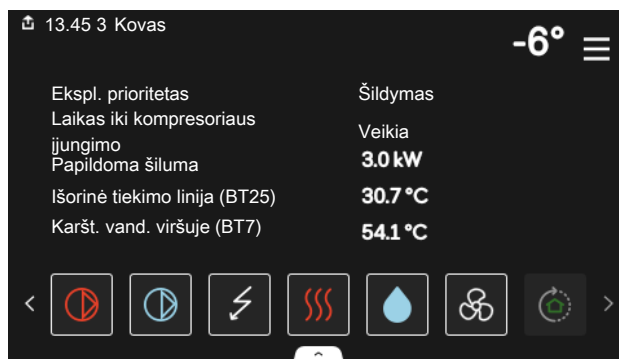 13.45 3 Kovas
-6°
Ekspl. prioritetas Šildymas
Laikas iki kompresoriaus
įjungimo Veikia
Papildoma šiluma 3.0 kW
Išorinė tiekimo linija (BT25) 30.7 °C
Karšt. vand. viršuje (BT7) 54.1 °C